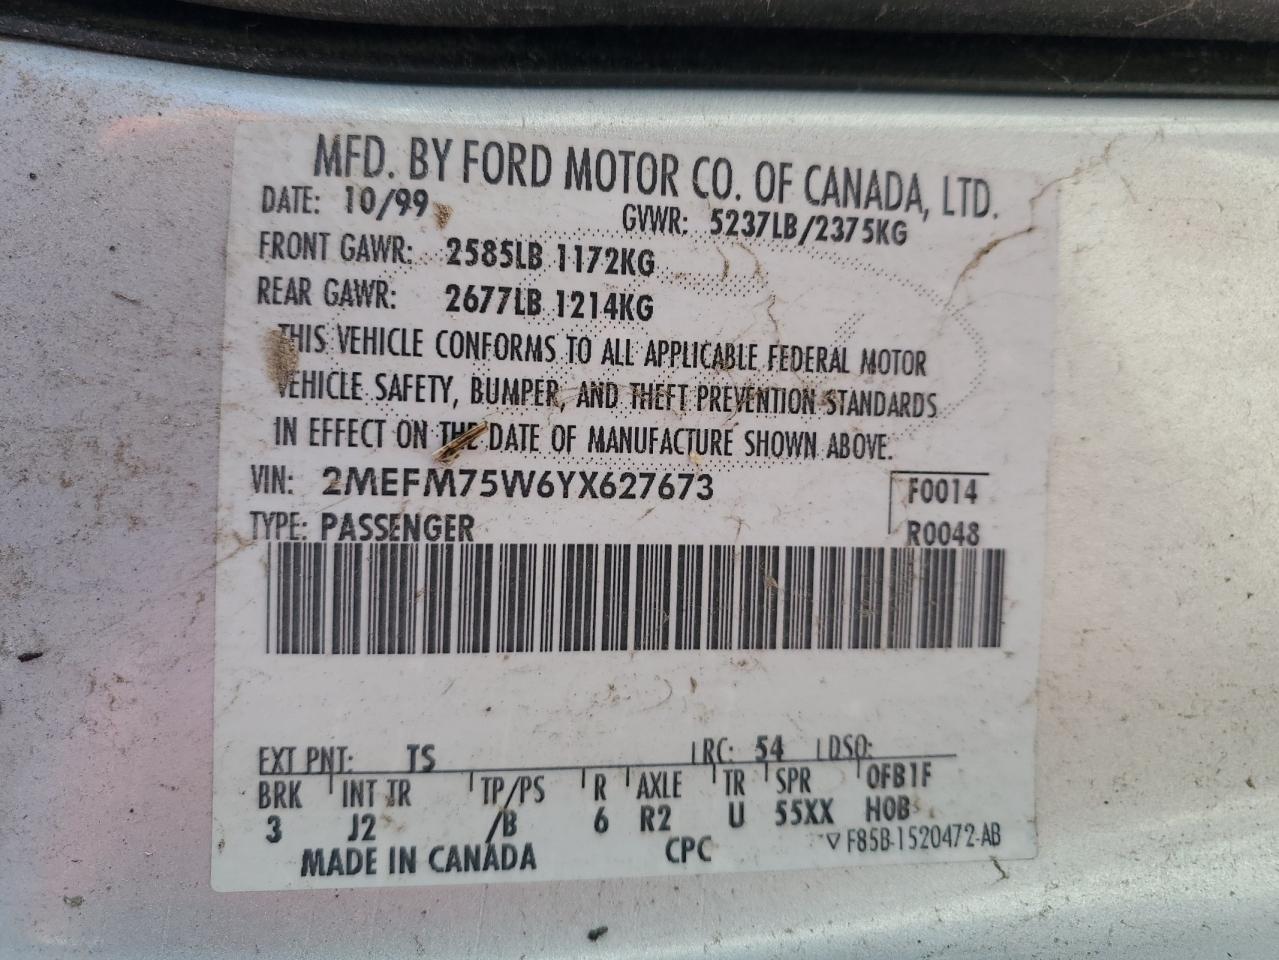 MFD. BY FORD MOTOR CO. OF CANADA, LTD.
DATE: 10/99 GVWR: 5237LB/2375KG
FRONT GAWR: 2585LB 1172KG
REAR GAWR: 2677LB 1214KG
THIS VEHICLE CONFORMS TO ALL APPLICABLE FEDERAL MOTOR
VEHICLE SAFETY, BUMPER, AND THEFT PREVENTION STANDARDS
IN EFFECT ON THE DATE OF MANUFACTURE SHOWN ABOVE.
VIN: 2MEFM75W6YX627673 F0014
TYPE: PASSENGER R0048
EXT PNT: TS RC: 54 DSO:
BRK INT TR TP/PS R AXLE TR SPR OFB1F
3 J2 /B 6 R2 U 55XX H0B
MADE IN CANADA CPC ▽ F85B-1520472-AB